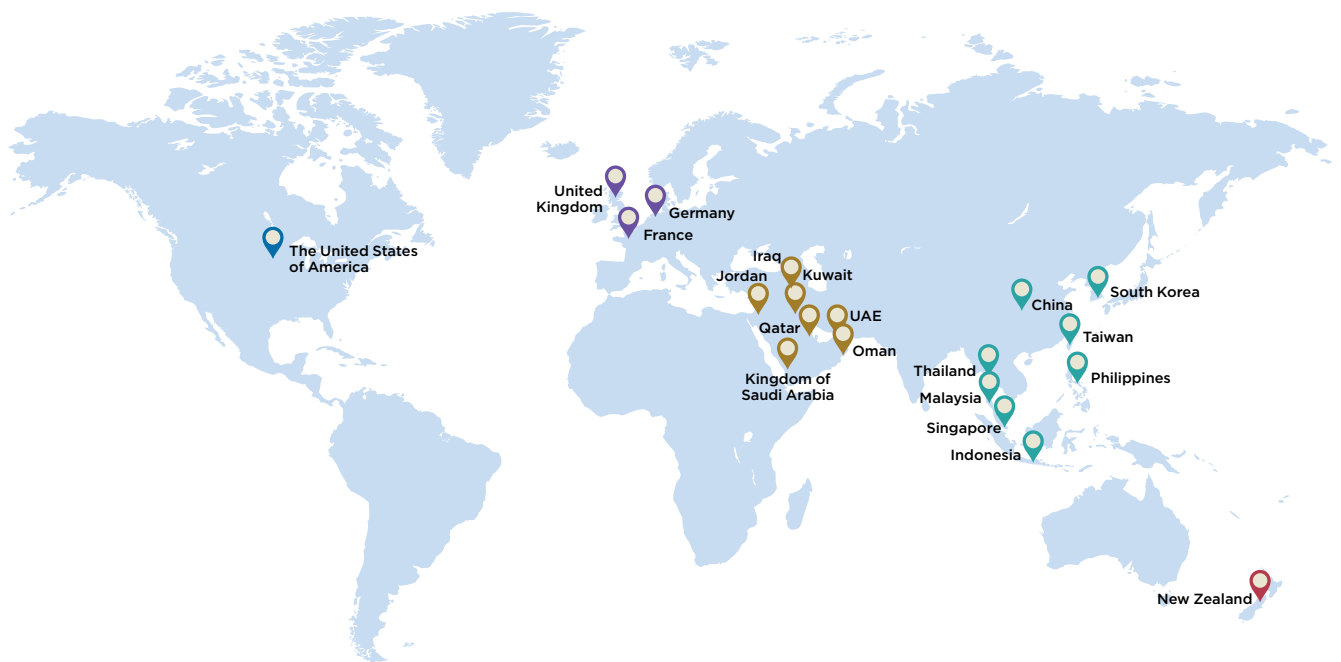 United
Kingdom
Germany
France
The United States
of America
Iraq
Jordan
Kuwait
South Korea
China
Qatar
UAE
Taiwan
Oman
Thailand
Philippines
Kingdom of
Saudi Arabia
Malaysia
Singapore
Indonesia
New Zealand